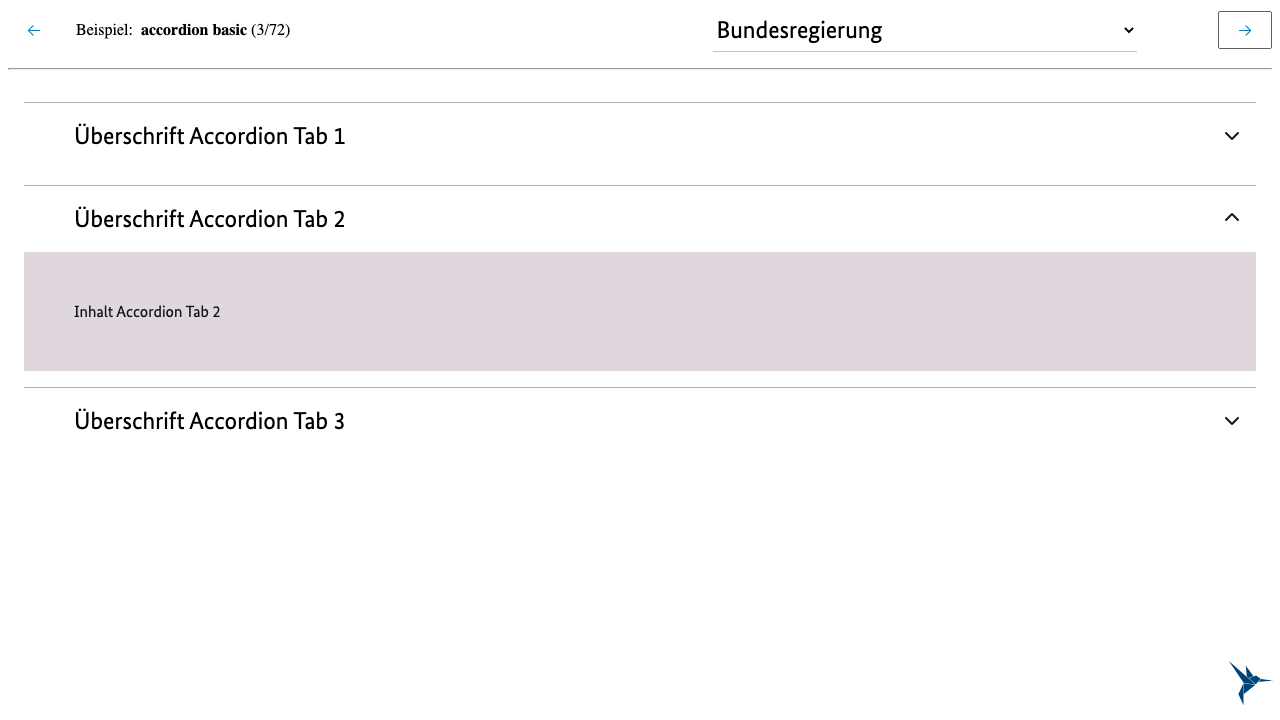 Beispiel: accordion basic (3/72)
Bundesregierung
Überschrift Accordion Tab 1
Überschrift Accordion Tab 2
Inhalt Accordion Tab 2
Überschrift Accordion Tab 3